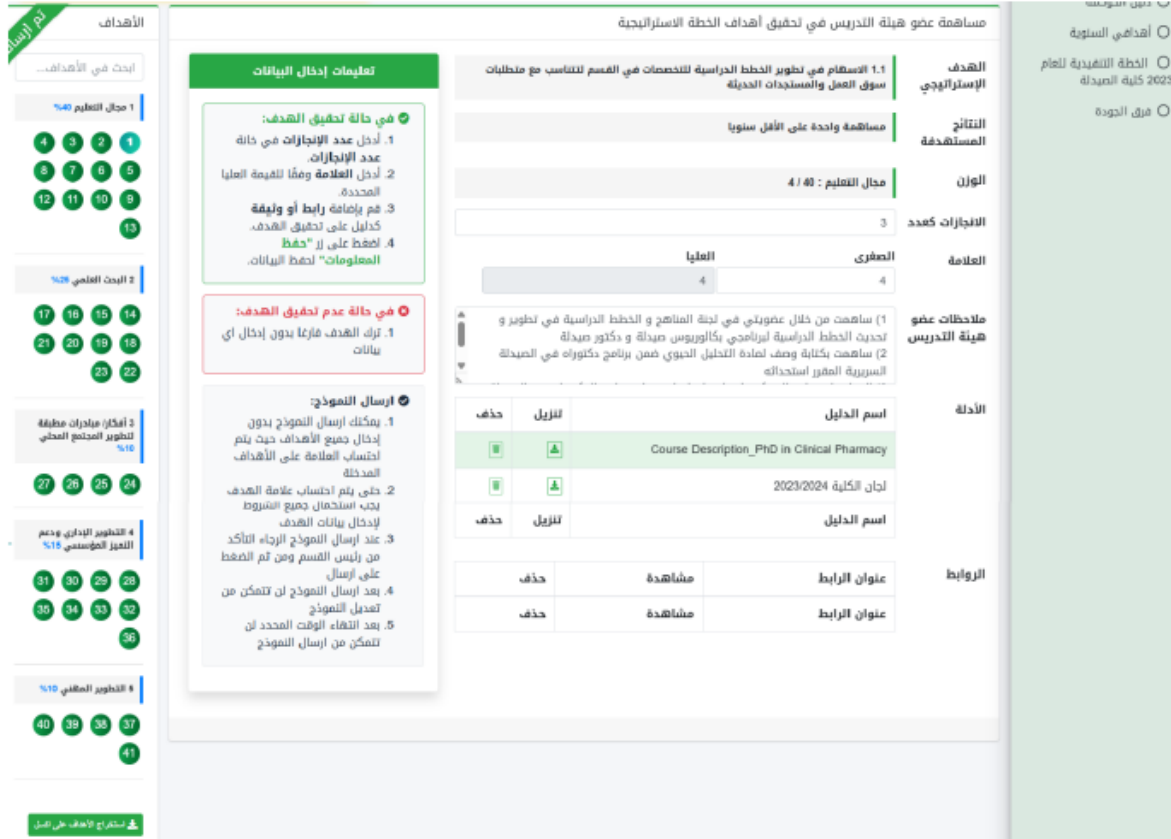 أهدافي السنوية
الخطة التنفيذية للعام
2023 كلية الصيدلة
فرق الجودة
مساهمة عضو هيئة التدريس في تحقيق أهداف الخطة الاستراتيجية
الهدف الإستراتيجي
1.1 الاسهام في تطوير الخطط الدراسية للتخصصات في القسم لتتناسب مع متطلبات
سوق العمل والمستجدات الحديثة
النتائج المستهدفة
مساهمة واحدة على الأقل سنويا
الوزن
مجال التعليم : 40 / 4
الانجازات كعدد
3
العلامة
الصغرى
العليا
4
4
ملاحظات عضو هيئة التدريس
1) ساهمت من خلال عضويتي في لجنة المناهج و الخطط الدراسية في تطوير و
تحديث الخطط الدراسية لبرنامجي بكالوريوس صيدلة و دكتور صيدلة
2) ساهمت بكتابة وصف لمادة التحليل الحيوي ضمن برنامج دكتوراه في الصيدلة
السريرية المقرر استحداثه
الأدلة
اسم الدليل تنزيل حذف
Course Description_PhD in Clinical Pharmacy
لجان الكلية 2023/2024
اسم الدليل تنزيل حذف
الروابط
عنوان الرابط مشاهدة حذف
عنوان الرابط مشاهدة حذف
تعليمات إدخال البيانات
في حالة تحقيق الهدف:
1. أدخل عدد الإنجازات في خانة
عدد الإنجازات.
2. أدخل العلامة وفقًا للقيمة العليا
المحددة.
3. قم بإضافة رابط أو وثيقة
كدليل على تحقيق الهدف.
4. اضغط على زر "حفظ
المعلومات" لحفظ البيانات.
في حالة عدم تحقيق الهدف:
1. ترك الهدف فارغا بدون إدخال اي
بيانات
ارسال النموذج:
1. يمكنك ارسال النموذج بدون
إدخال جميع الأهداف حيث يتم
احتساب العلامة على الأهداف
المدخلة
2. حتى يتم احتساب علامة الهدف
يجب استكمال جميع الشروط
لإدخال بيانات الهدف
3. عند ارسال النموذج الرجاء التأكد
من رئيس القسم ومن ثم الضغط
على ارسال
4. بعد ارسال النموذج لن تتمكن من
تعديل النموذج
5. بعد انتهاء الوقت المحدد لن
تتمكن من ارسال النموذج
الأهداف
ابحث في الأهداف...
1 مجال التعليم 40%
1 2 3 4
5 6 7 8
9 10 11 12
13
2 البحث العلمي 25%
14 15 16 17
18 19 20 21
22 23
3 أفكار/ مبادرات مطبقة
لتطوير المجتمع المحلي
10%
24 25 26 27
4 التطوير الإداري ودعم
التميز المؤسسي 15%
28 29 30 31
32 33 34 35
36
5 التطوير المهني 10%
37 38 39 40
41